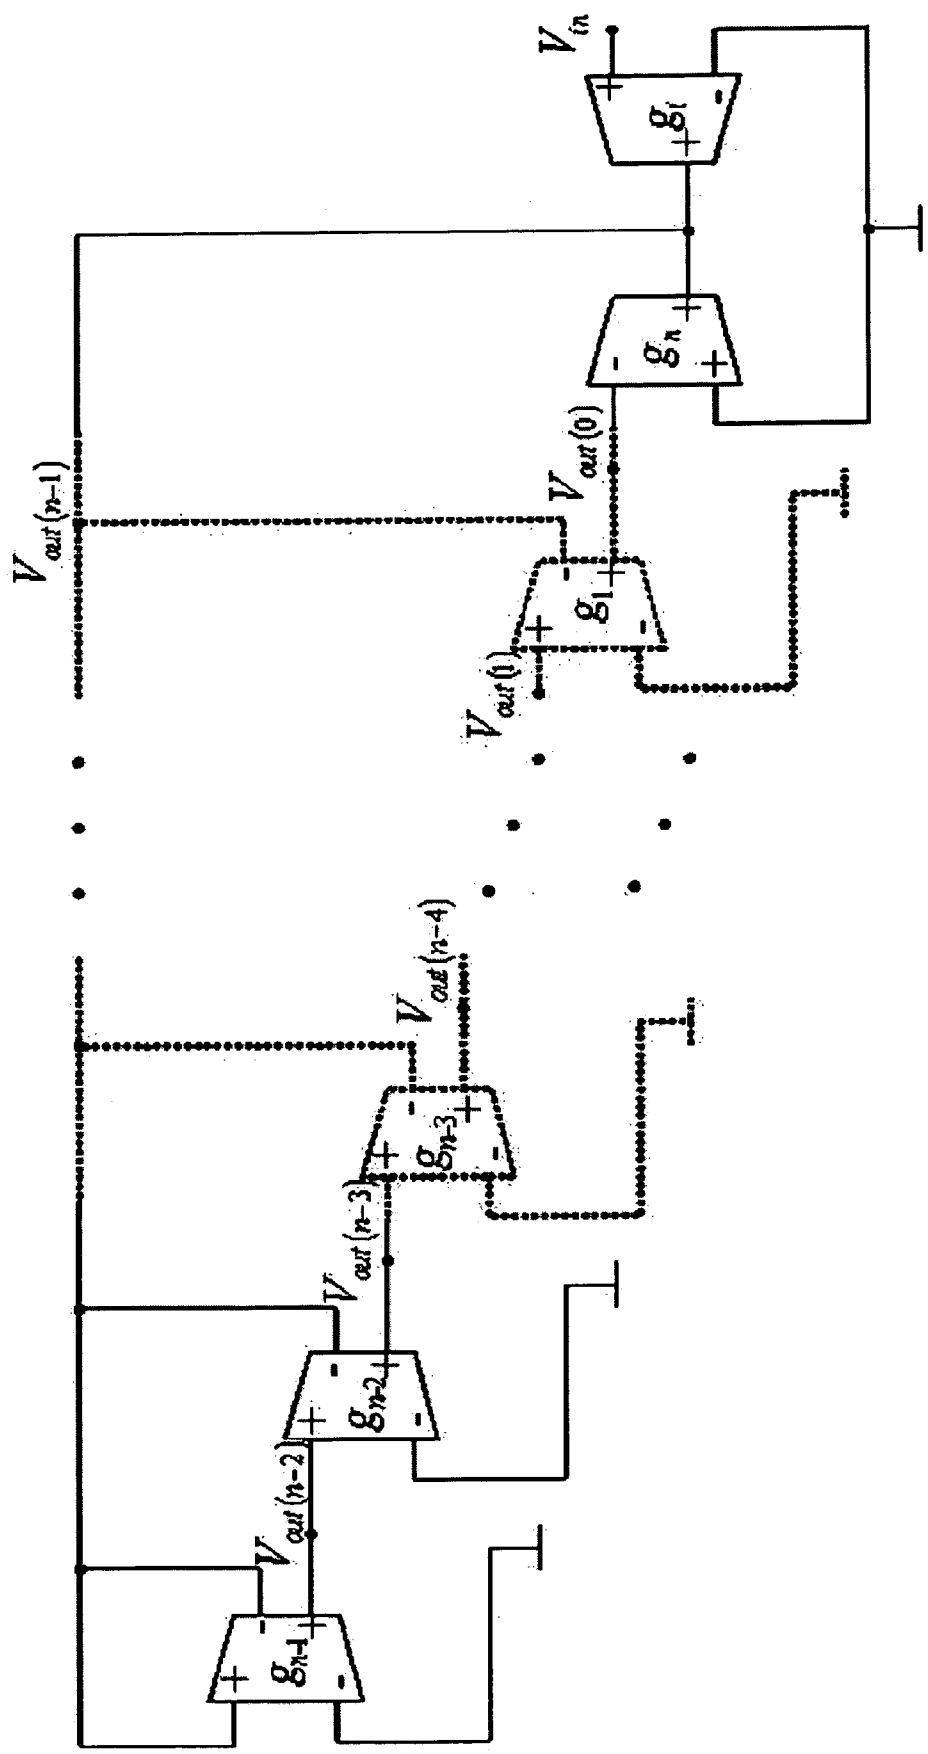 V_in
+
-
g_i
+
+
g_n
-
+
V_out(n-1)
V_out(0)
-
+
g_1
+
-
V_out(1)
V_out(n-4)
-
+
g_n-3
+
-
V_out(n-3)
-
+
g_n-2
+
-
V_out(n-2)
-
+
g_n-1
+
-